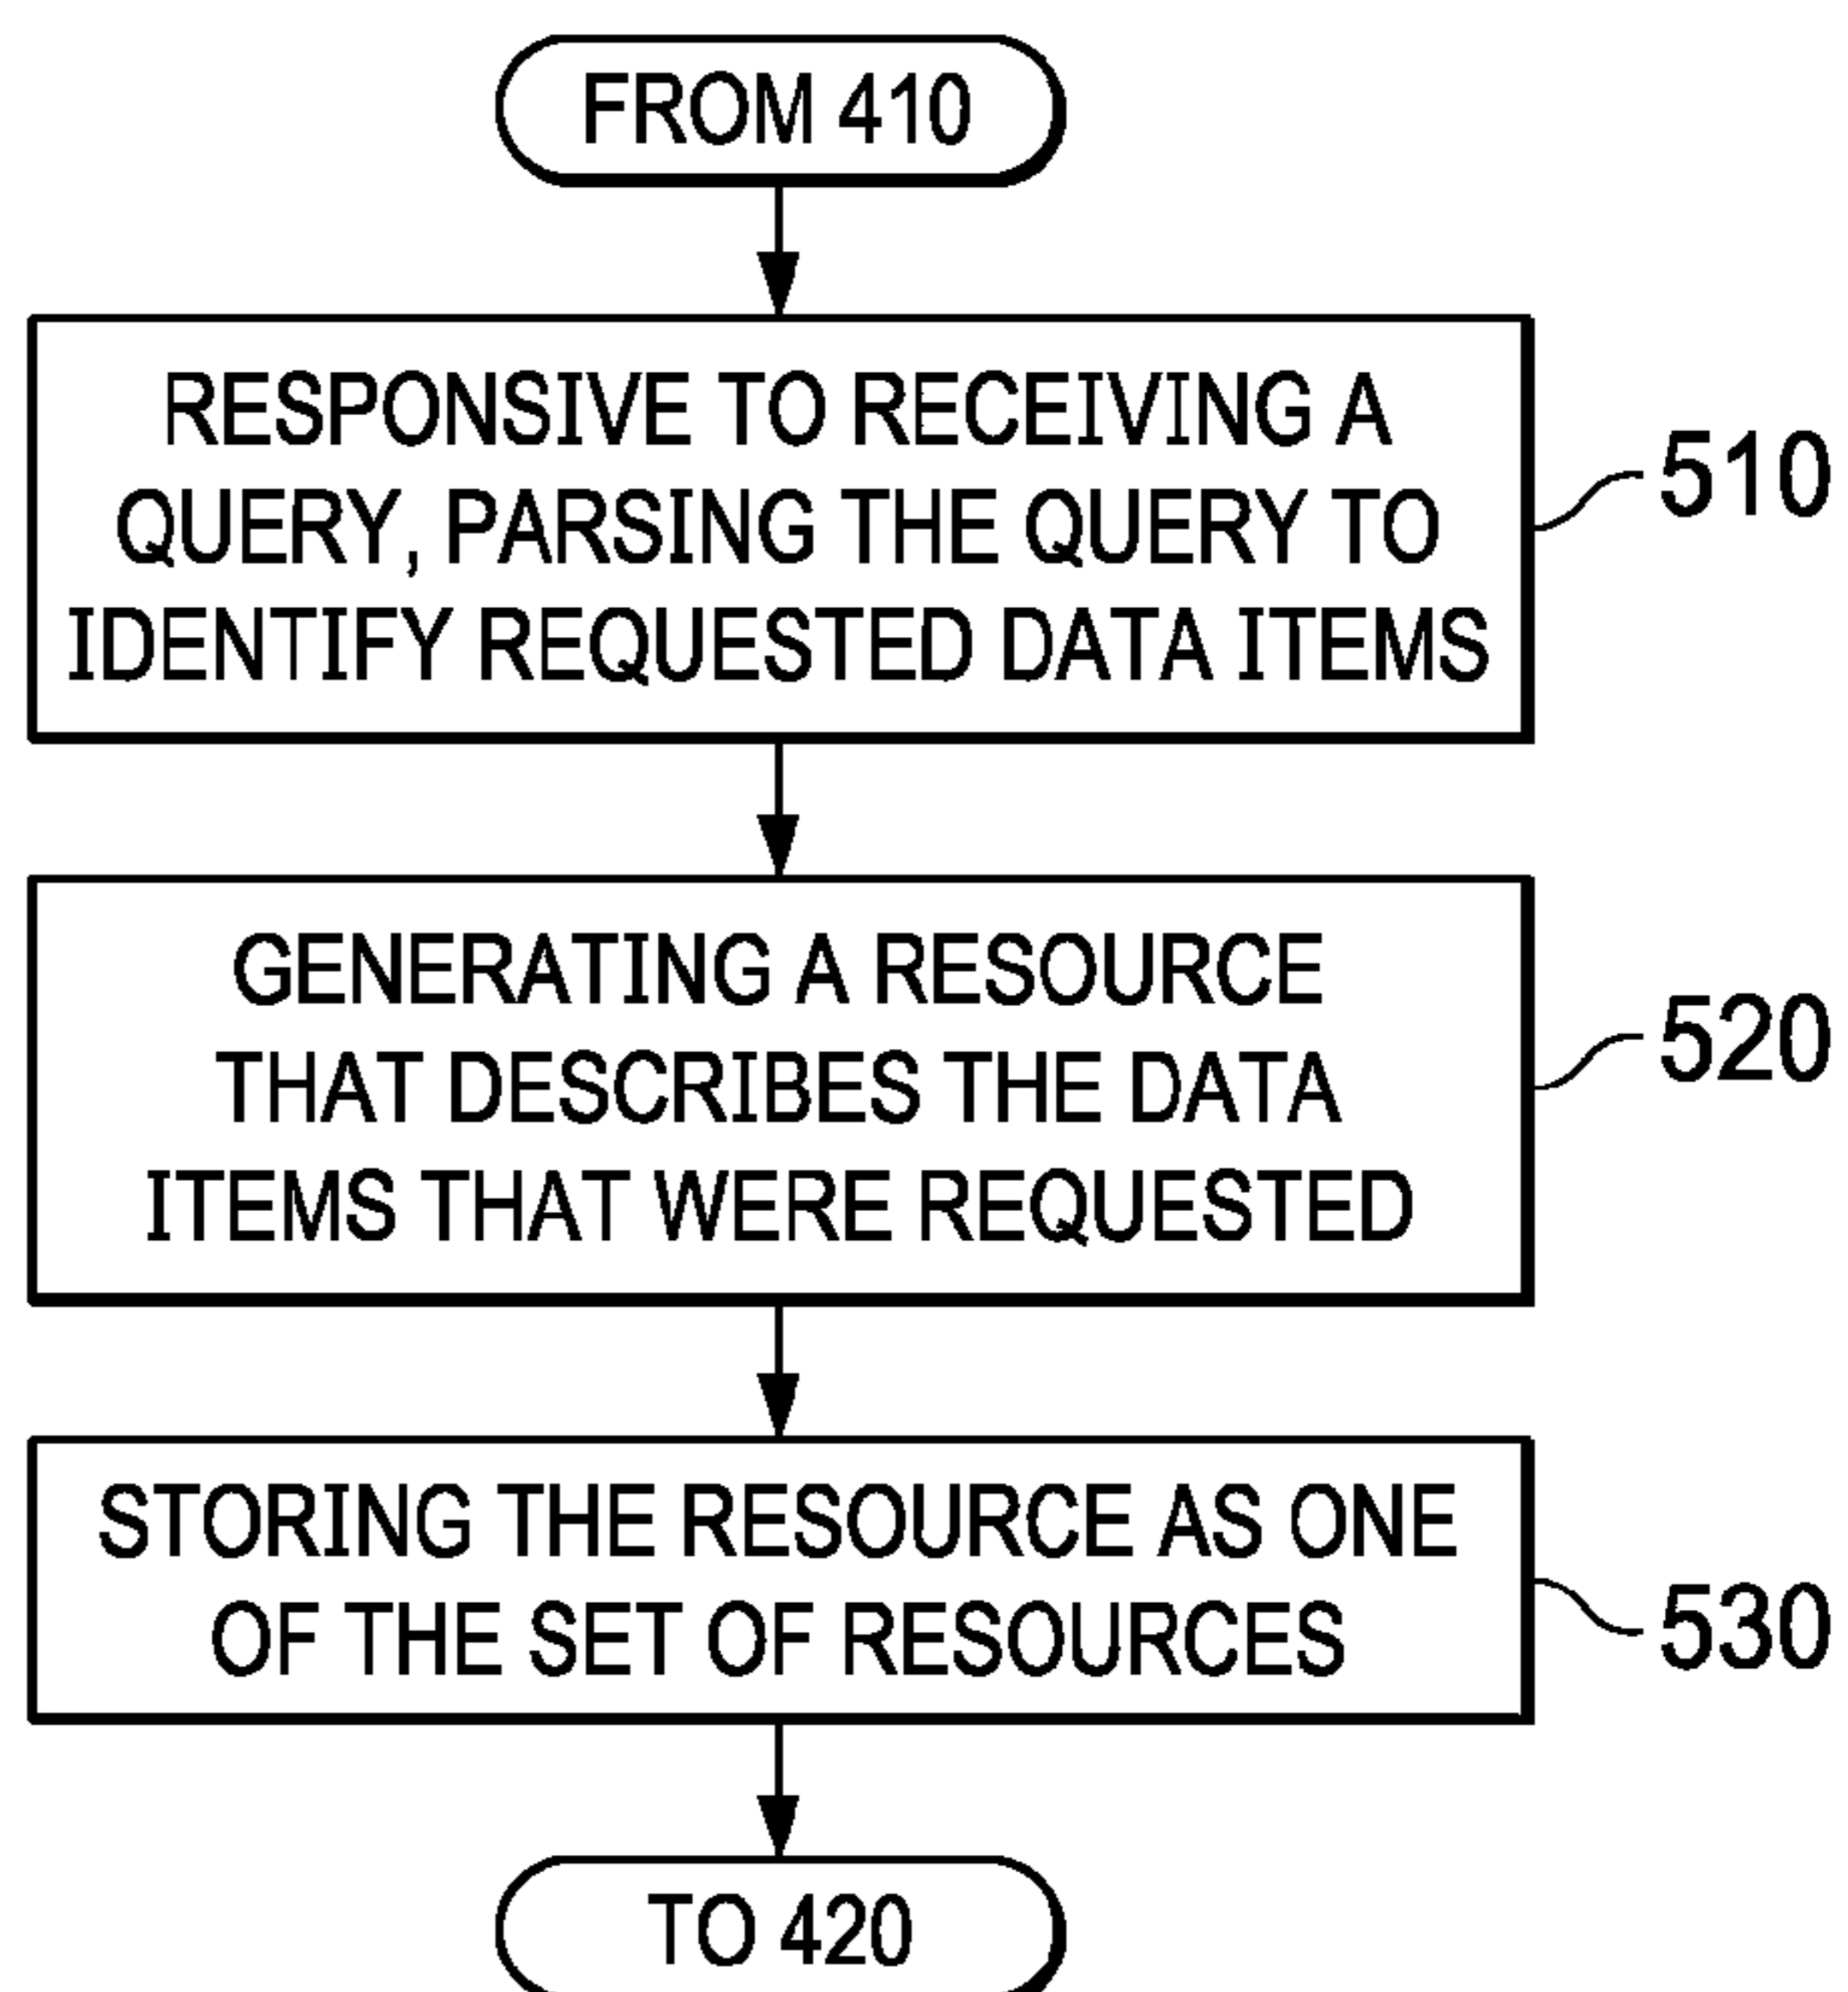 FROM 410
RESPONSIVE TO RECEIVING A
QUERY, PARSING THE QUERY TO
IDENTIFY REQUESTED DATA ITEMS
510
GENERATING A RESOURCE
THAT DESCRIBES THE DATA
ITEMS THAT WERE REQUESTED
520
STORING THE RESOURCE AS ONE
OF THE SET OF RESOURCES
530
TO 420